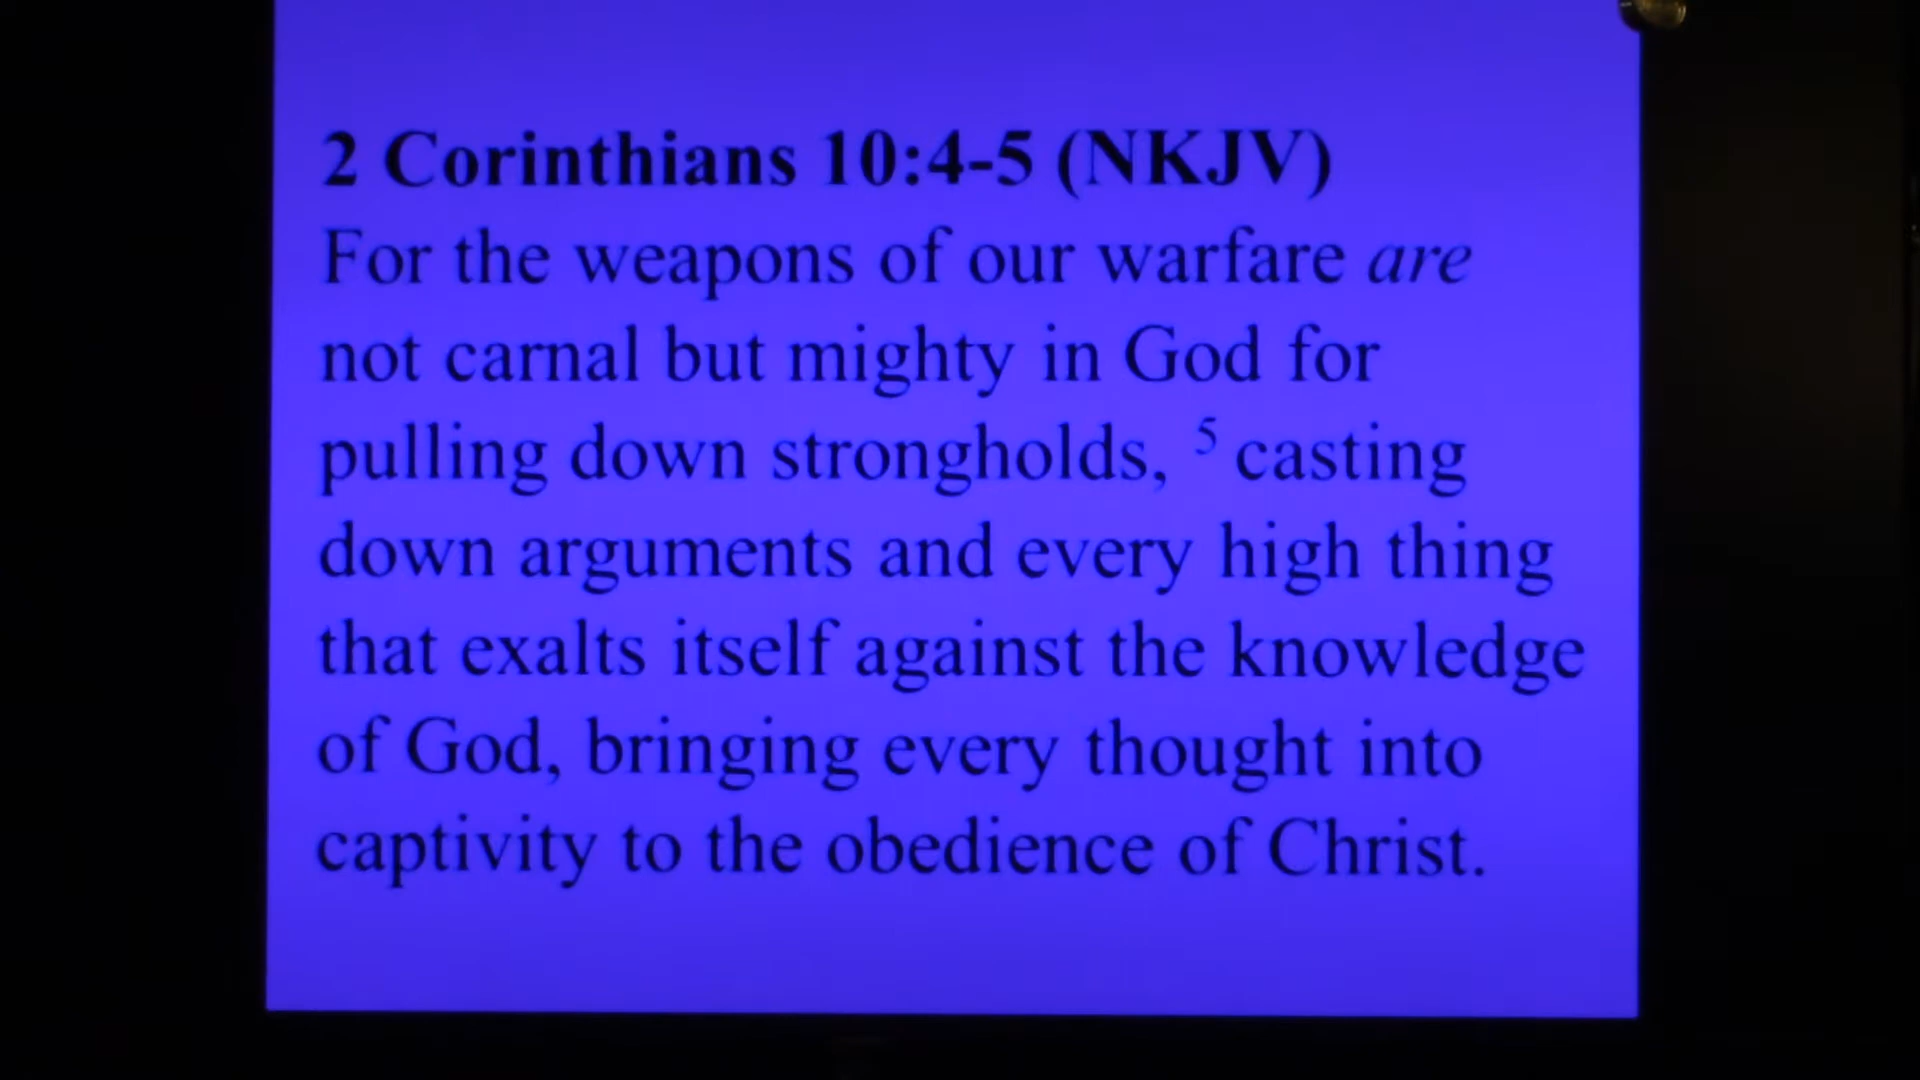 2 Corinthians 10:4-5 (NKJV)
For the weapons of our warfare are
not carnal but mighty in God for
pulling down strongholds, 5 casting
down arguments and every high thing
that exalts itself against the knowledge
of God, bringing every thought into
captivity to the obedience of Christ.